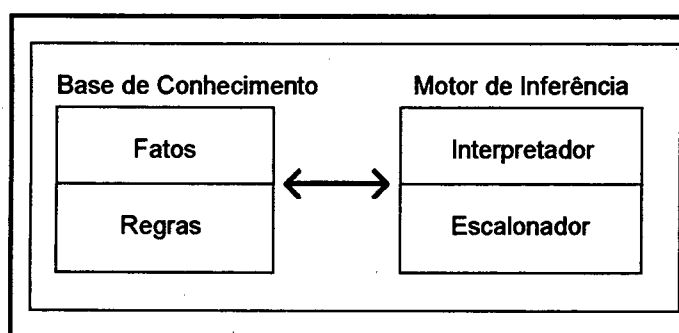 Base de Conhecimento
Motor de Inferência
Fatos
Interpretador
Regras
Escalonador